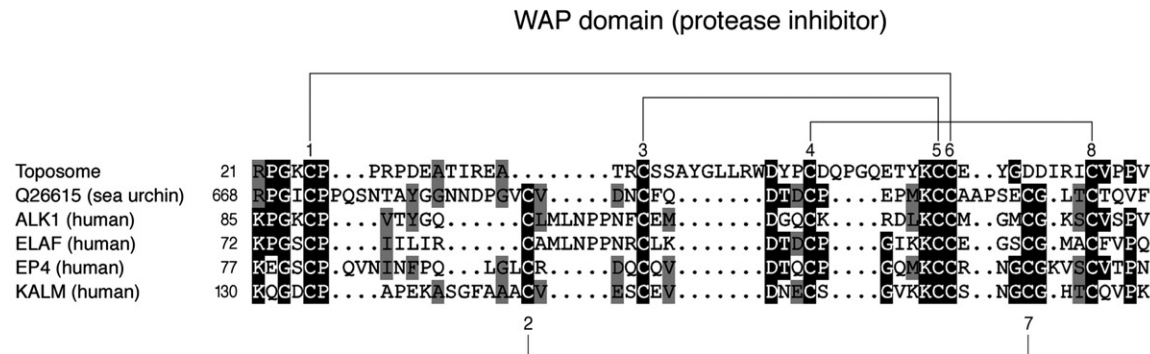 WAP domain (protease inhibitor)
1 3 4 5 6 8
Toposome 21 RPGKCP...PRPDEATIREA........TRCSSAYGLLRWDYPCDQPGQETYKCCE..YGDDIRICVPPV
Q26615 (sea urchin) 668 RPGICPPQSNTAYGGNNDPGVCV.....DNCFQ.......DTDCP....EPMKCCAAPSECG.LTCTQVF
ALK1 (human) 85 KPGKCP....VTYGQ......CLMLNPPNFCEM.......DGQCK....RDLKCCM..GMCG.KSCVSPV
ELAF (human) 72 KPGSCP....IILIR......CAMLNPPNRCLK.......DTDCP....GIKKCCE..GSCG.MACFVPQ
EP4 (human) 77 KEGSCP.QVNINFPQ...LGLCR.....DQCQV.......DTQCP....GQMKCCR..NGCGKVSCVTPN
KALM (human) 130 KQGDCP....APEKASGFAAACV.....ESCEV.......DNECS....GVKKCCS..NGCG.HTCQVPK
2 7